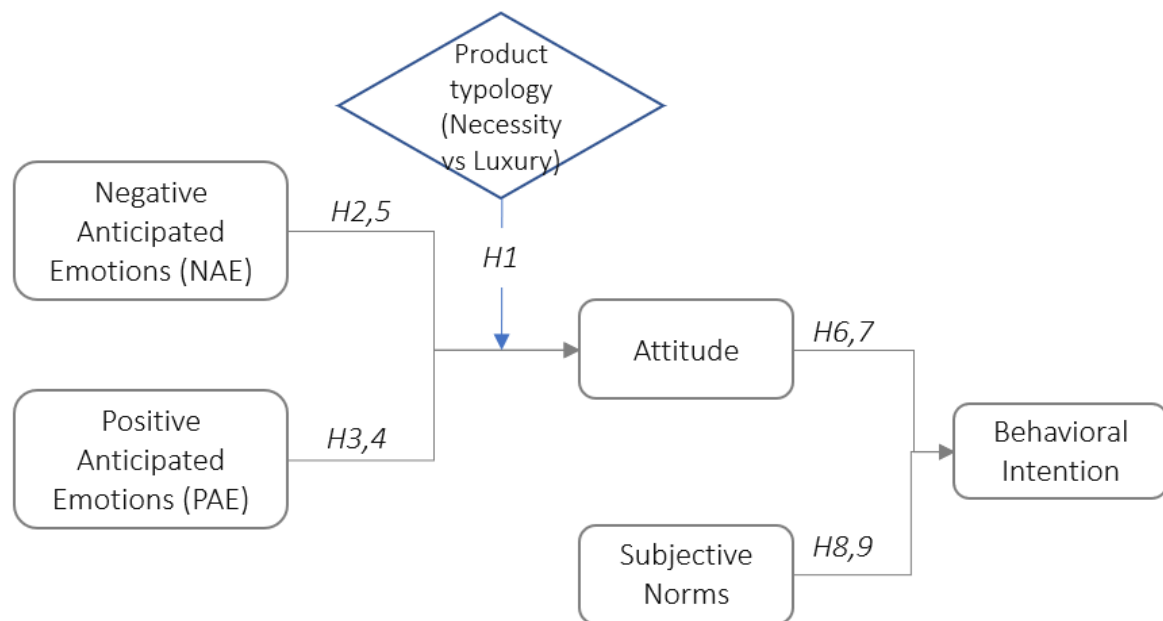 Product
typology
(Necessity
vs Luxury)
Negative
Anticipated
Emotions (NAE)
H2,5
H1
Attitude
H6,7
Positive
Anticipated
Emotions (PAE)
H3,4
Behavioral
Intention
Subjective
Norms
H8,9